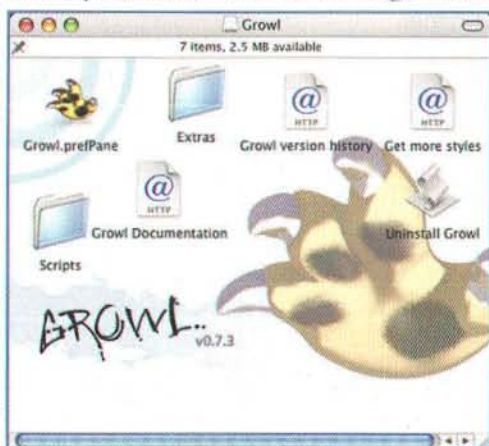 Growl
7 items, 2.5 MB available
HTTP
HTTP
Growl.prefPane
Extras
Growl version history
Get more styles
HTTP
Growl Documentation
Uninstall Growl
Scripts
GROWL..
v0.7.3